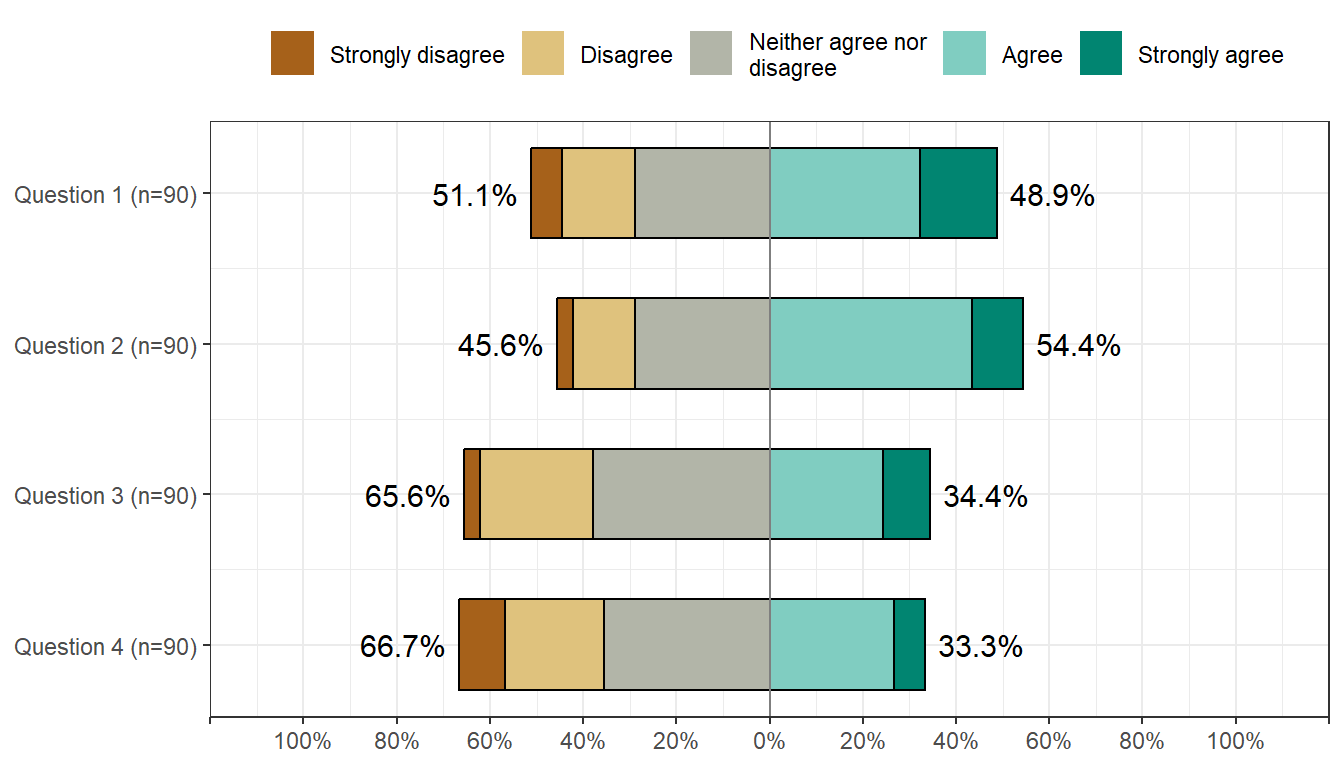 Strongly disagree
Disagree
Neither agree nor
disagree
Agree
Strongly agree
Question 1 (n=90)
51.1%
48.9%
Question 2 (n=90)
45.6%
54.4%
Question 3 (n=90)
65.6%
34.4%
Question 4 (n=90)
66.7%
33.3%
100% 80% 60% 40% 20% 0% 20% 40% 60% 80% 100%